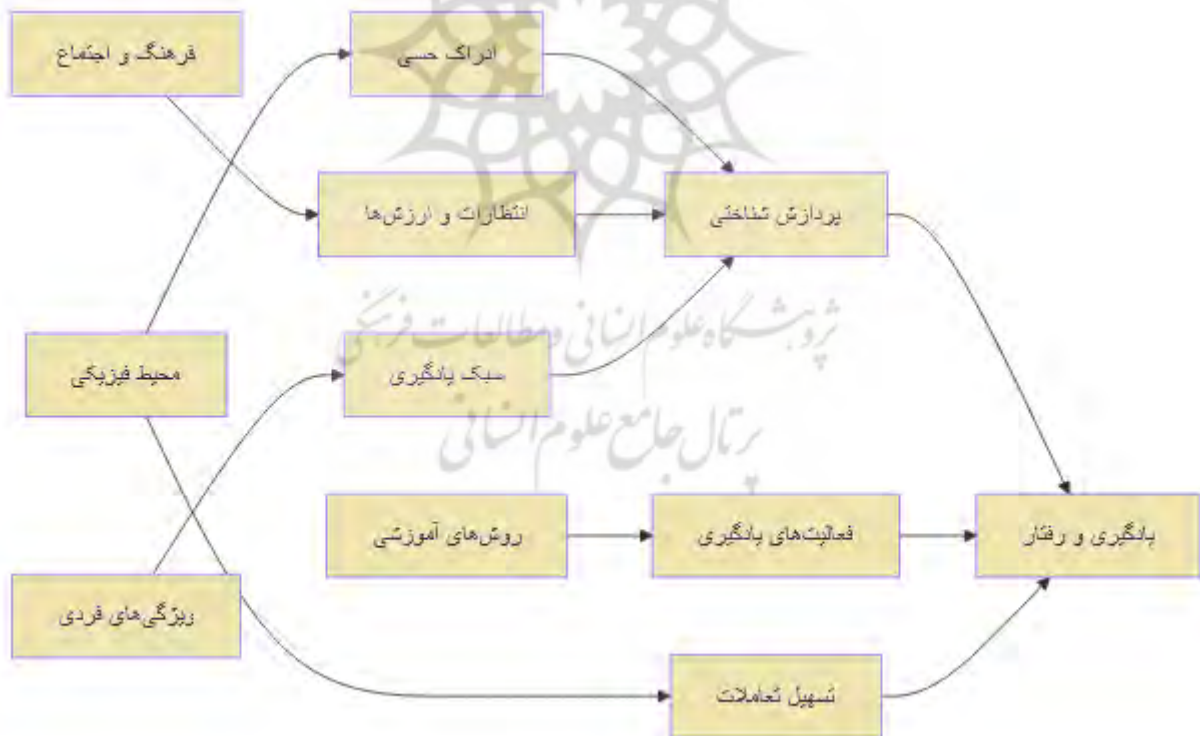 فرهنگ و اجتماع
ادراک حسی
انتظارات و ارزش‌ها
پردازش شناختی
پژوهشگاه علوم انسانی و مطالعات فرهنگی
محیط فیزیکی
سبک یادگیری
پرتال جامع علوم انسانی
روش‌های آموزشی
فعالیت‌های یادگیری
یادگیری و رفتار
ویژگی‌های فردی
تسهیل تعاملات